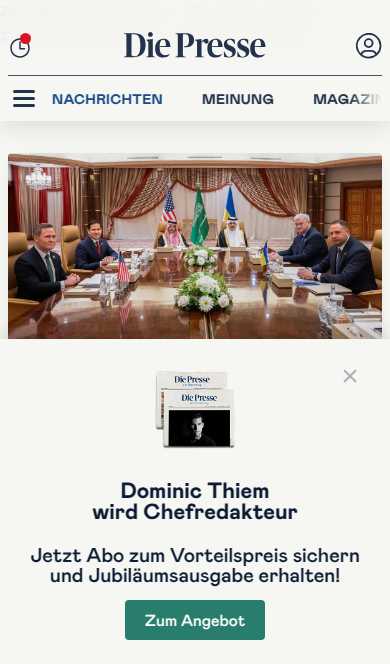 Die Presse
NACHRICHTEN MEINUNG MAGAZIN
Die Presse
Die Presse
Dominic Thiem
wird Chefredakteur
Jetzt Abo zum Vorteilspreis sichern
und Jubiläumsausgabe erhalten!
Zum Angebot